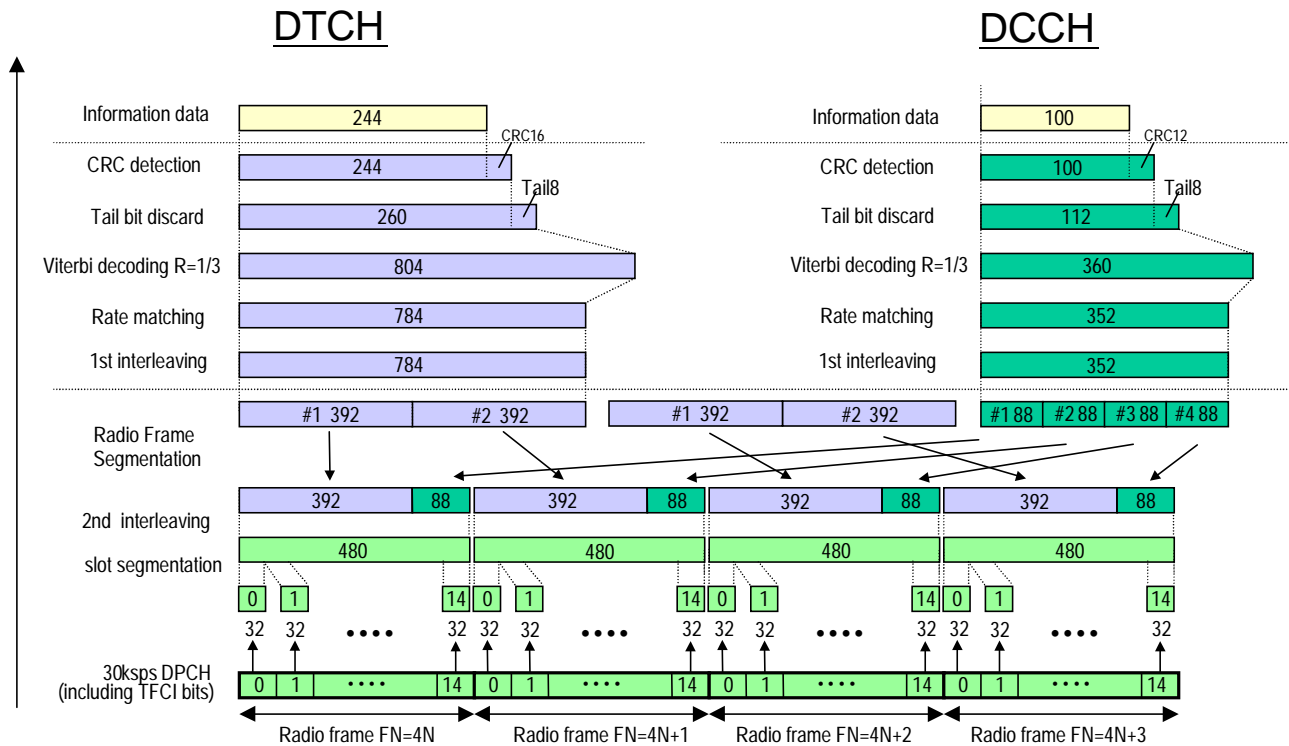 DTCH DCCH
Information data 244 Information data 100
CRC16 CRC12
CRC detection 244 CRC detection 100
Tail8 Tail8
Tail bit discard 260 Tail bit discard 112
Viterbi decoding R=1/3 804 Viterbi decoding R=1/3 360
Rate matching 784 Rate matching 352
1st interleaving 784 1st interleaving 352
#1 392 #2 392 #1 392 #2 392 #1 88 #2 88 #3 88 #4 88
Radio Frame
Segmentation
392 88 392 88 392 88 392 88
2nd interleaving
480 480 480 480
slot segmentation
0 1 14 0 1 14 0 1 14 0 1 14
32 32 •••• 32 32 32 •••• 32 32 32 •••• 32 32 32 •••• 32
30ksps DPCH
(including TFCI bits)
0 1 •••• 14 0 1 •••• 14 0 1 •••• 14 0 1 •••• 14
Radio frame FN=4N Radio frame FN=4N+1 Radio frame FN=4N+2 Radio frame FN=4N+3